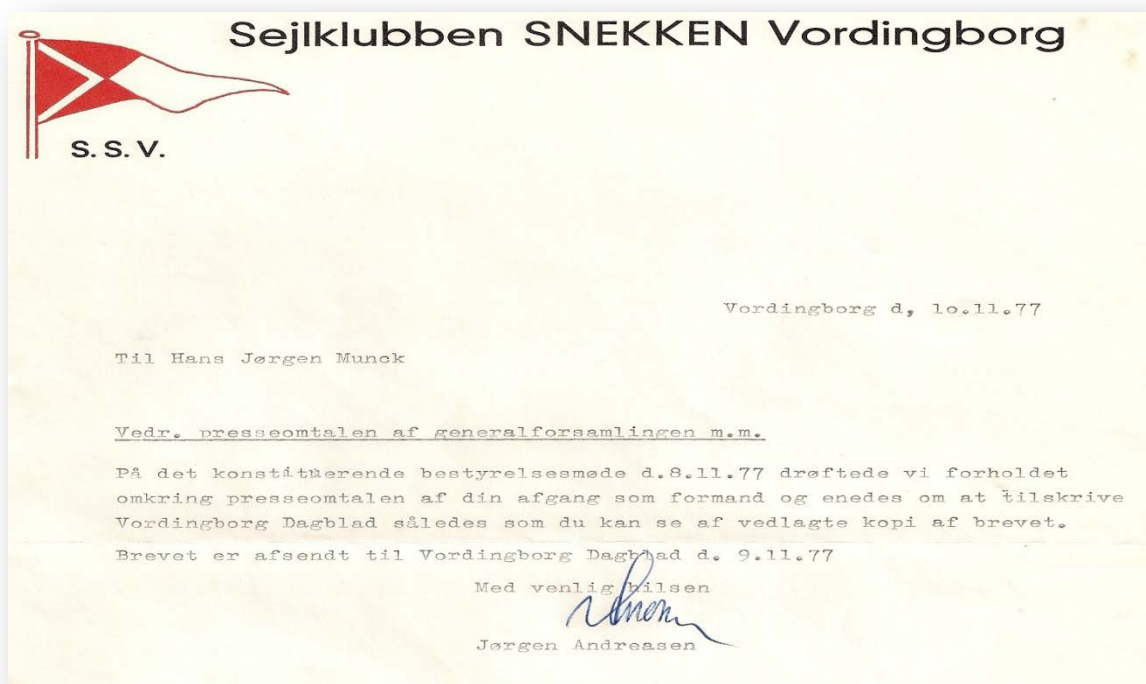 Sejlklubben SNEKKEN Vordingborg
S. S. V.
Vordingborg d, 1o.11.77
Til Hans Jørgen Munck
Vedr. presseomtalen af generalforsamlingen m.m.
På det konstituerende bestyrelsesmøde d.8.11.77 drøftede vi forholdet
omkring presseomtalen af din afgang som formand og enedes om at tilskrive
Vordingborg Dagblad således som du kan se af vedlagte kopi af brevet.
Brevet er afsendt til Vordingborg Dagblad d. 9.11.77
Med venlig hilsen
Jørgen Andreasen